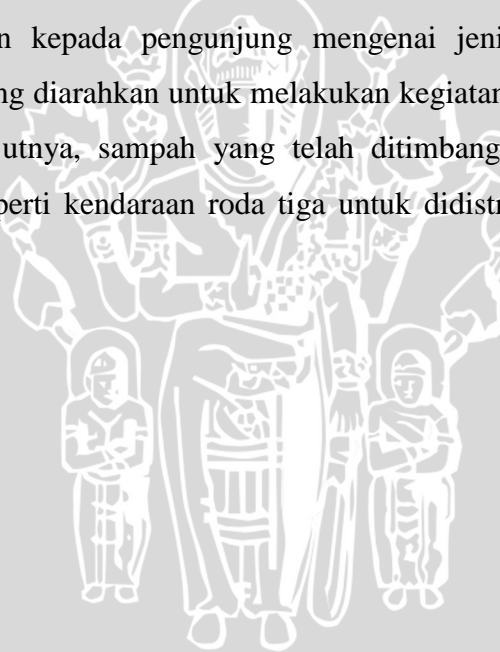 n kepada pengunjung mengenai jeni
ng diarahkan untuk melakukan kegiatan
utnya, sampah yang telah ditimbang
perti kendaraan roda tiga untuk didistr